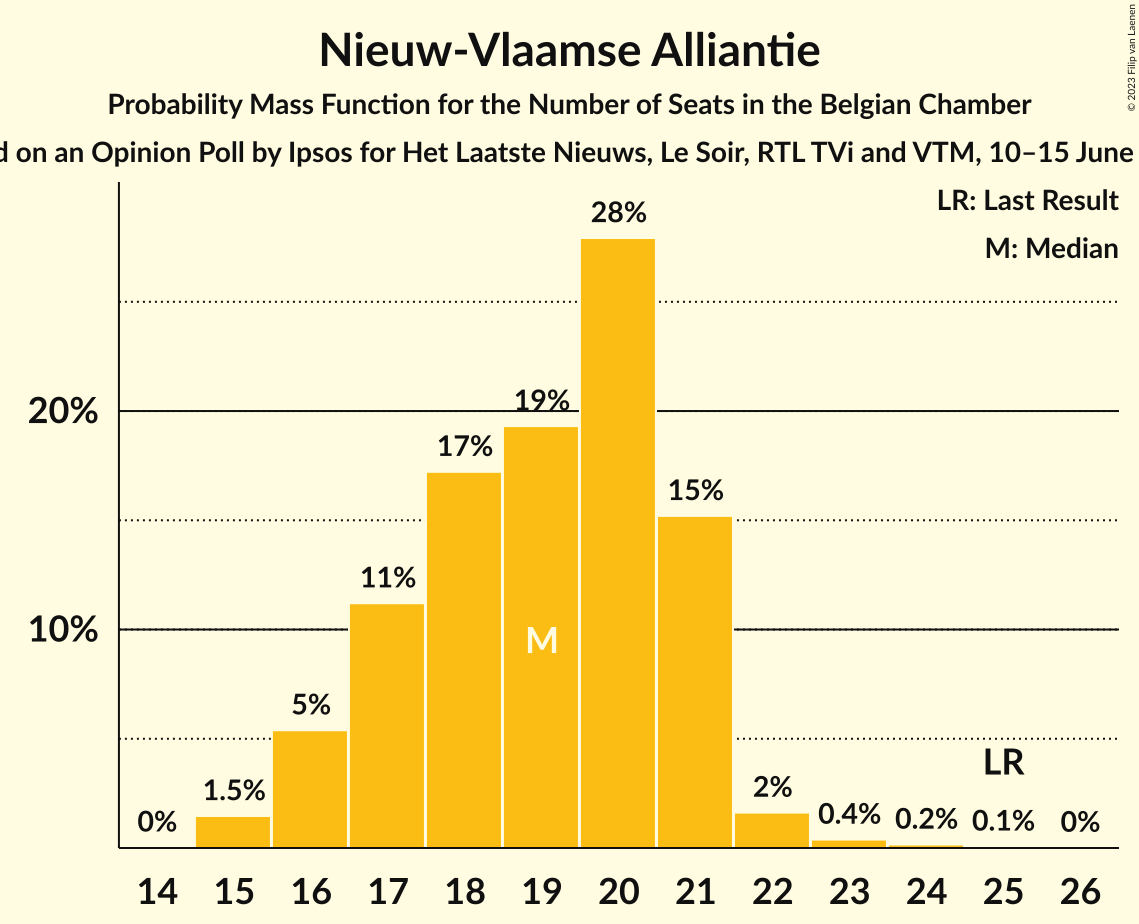 Nieuw-Vlaamse Alliantie
Probability Mass Function for the Number of Seats in the Belgian Chamber
on an Opinion Poll by Ipsos for Het Laatste Nieuws, Le Soir, RTL TVi and VTM, 10–15 June
© 2023 Filip van Laenen
LR: Last Result
M: Median
28%
20%
19%
17%
15%
11%
10%
M
5%
LR
1.5%
2%
0%
0.4%
0.2%
0.1%
0%
14 15 16 17 18 19 20 21 22 23 24 25 26